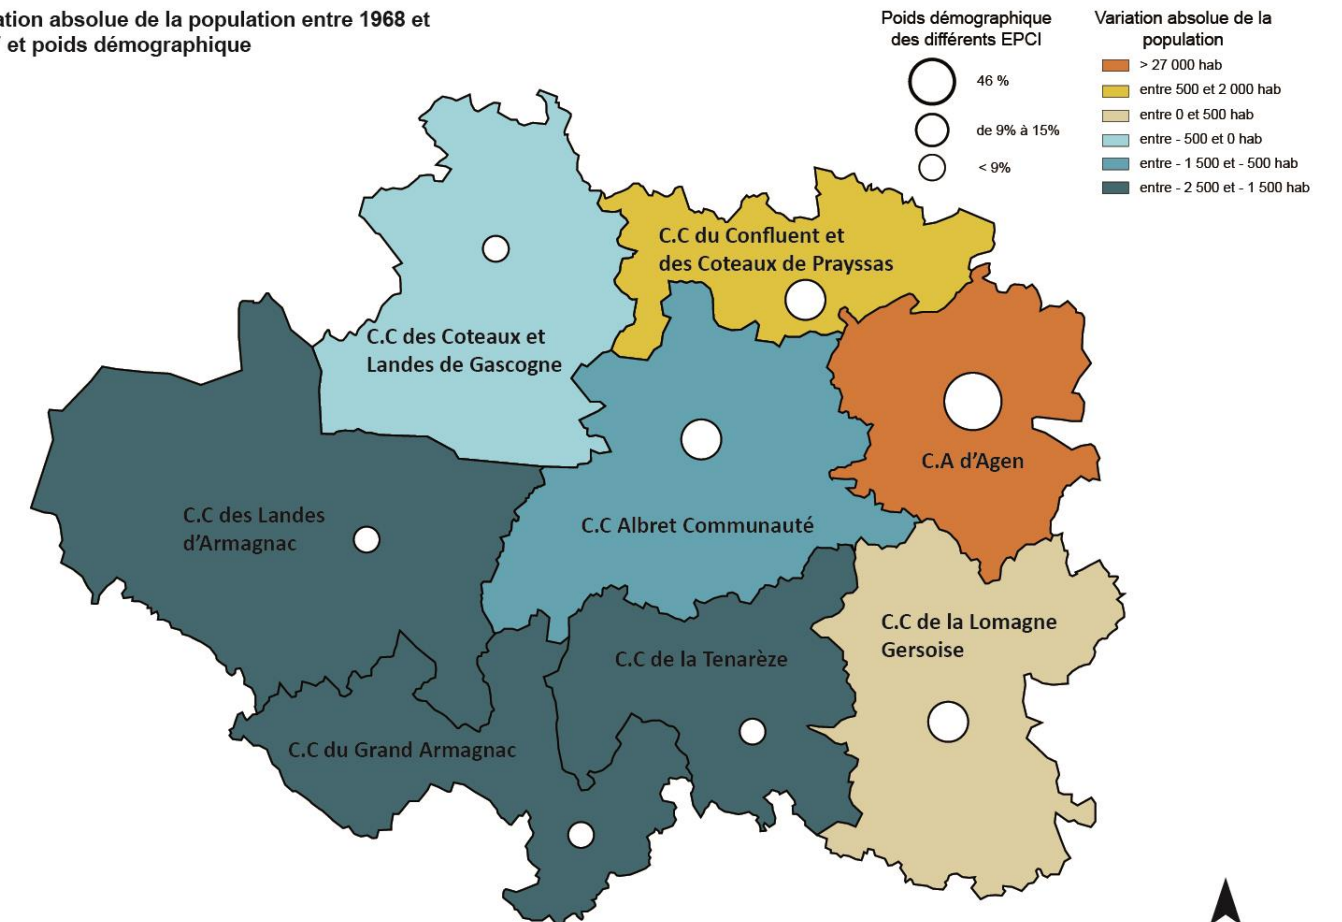 ation absolue de la population entre 1968 et
et poids démographique
Poids démographique
des différents EPCI
46 %
de 9% à 15%
< 9%
Variation absolue de la
population
> 27 000 hab
entre 500 et 2 000 hab
entre 0 et 500 hab
entre - 500 et 0 hab
entre - 1 500 et - 500 hab
entre - 2 500 et - 1 500 hab
C.C du Confluent et
des Coteaux de Prayssas
C.C des Coteaux et
Landes de Gascogne
C.A d'Agen
C.C des Landes
d'Armagnac
C.C Albret Communauté
C.C de la Lomagne
Gersoise
C.C de la Tenarèze
C.C du Grand Armagnac